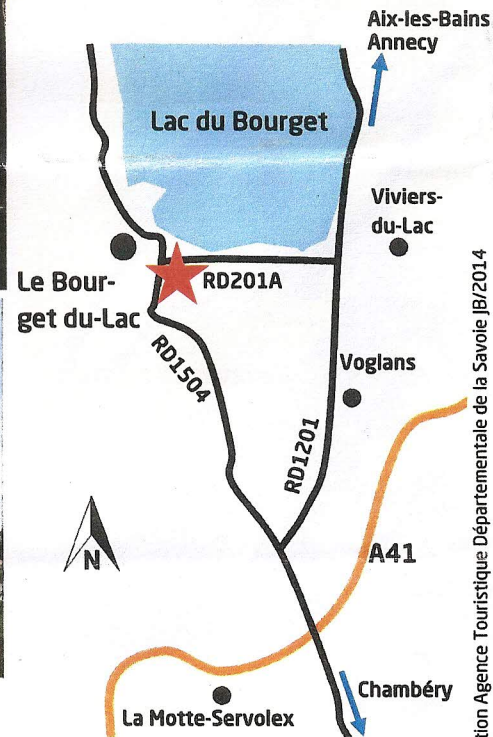 Aix-les-Bains
Annecy
Lac du Bourget
Viviers-
du-Lac
Le Bour-
get du-Lac
RD201A
RD1504
Voglans
RD1201
N
A41
Chambéry
La Motte-Servolex
tion Agence Touristique Départementale de la Savoie JB/2014